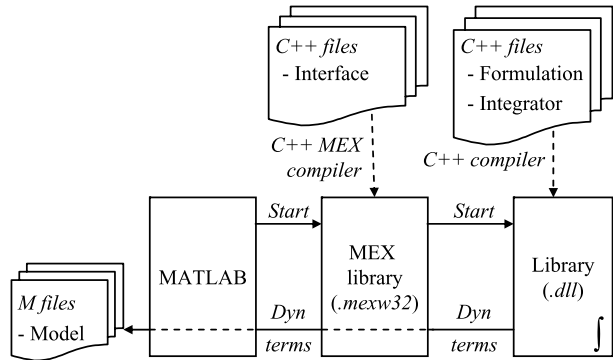 C++ files
- Interface
C++ files
- Formulation
- Integrator
C++ MEX
compiler
C++ compiler
Start
Start
MATLAB
MEX
library
(.mexw32)
Library
(.dll)
M files
- Model
Dyn
terms
Dyn
terms
∫